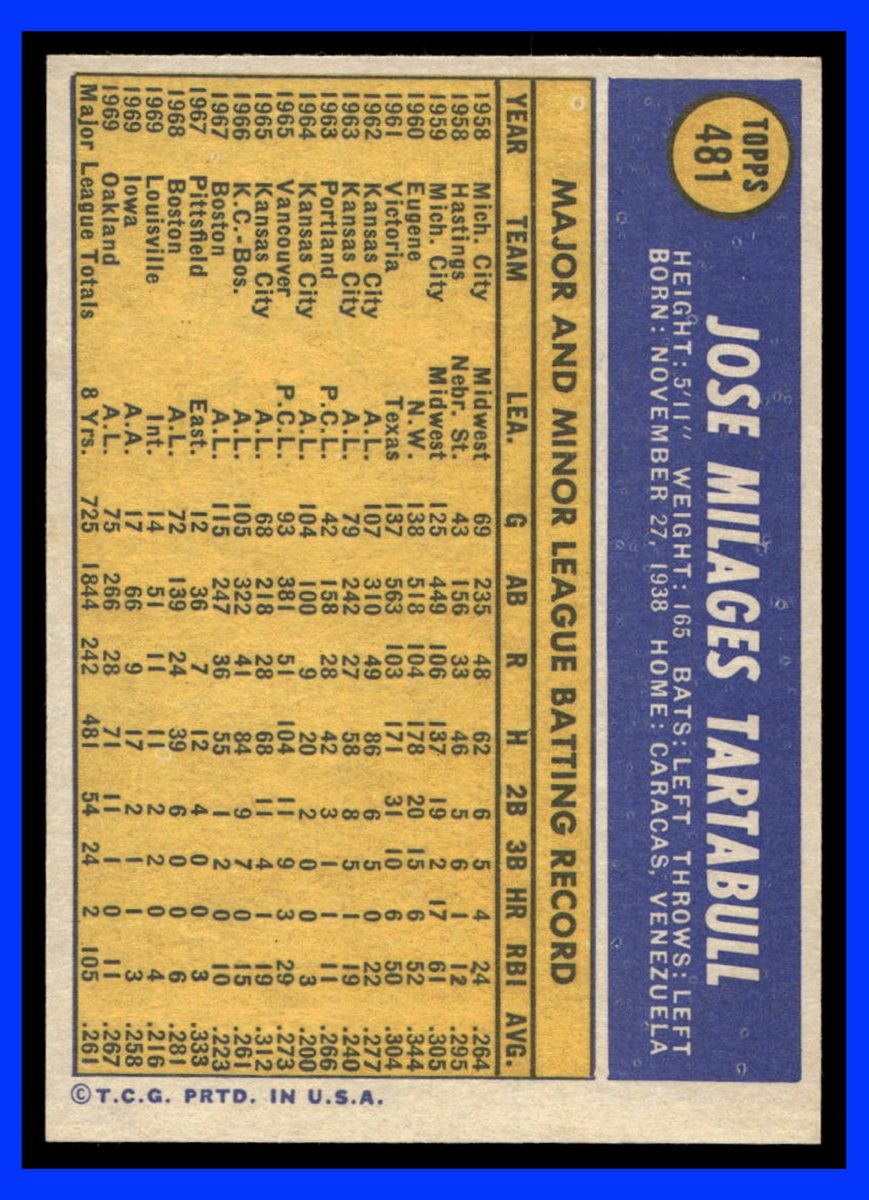 TOPPS
481
JOSE MILAGES TARTABULL
HEIGHT: 5'11" WEIGHT: 165 BATS: LEFT THROWS: LEFT
BORN: NOVEMBER 27, 1938 HOME: CARACAS, VENEZUELA
MAJOR AND MINOR LEAGUE BATTING RECORD
YEAR TEAM LEA. G AB R H 2B 3B HR RBI AVG.
1958 Mich. City Midwest 69 235 48 62 6 5 4 24 .264
1958 Hastings Nebr. St. 43 156 33 46 5 6 1 12 .295
1959 Mich. City Midwest 125 449 106 137 19 2 17 61 .305
1960 Eugene N.W. 138 518 104 178 20 15 6 52 .344
1961 Victoria Texas 137 563 103 171 31 10 6 50 .304
1962 Kansas City A.L. 107 310 49 86 6 5 0 22 .277
1963 Kansas City A.L. 79 242 27 58 8 5 1 19 .240
1963 Portland P.C.L. 42 158 28 42 3 1 1 11 .266
1964 Kansas City A.L. 104 100 9 20 2 0 0 3 .200
1965 Vancouver P.C.L. 93 381 51 104 11 9 3 29 .273
1965 Kansas City A.L. 68 218 28 68 11 4 1 19 .312
1966 K.C.-Bos. A.L. 105 322 41 84 9 7 0 15 .261
1967 Boston A.L. 115 247 36 55 1 2 0 10 .223
1967 Pittsfield East. 12 36 7 12 4 0 0 3 .333
1968 Boston A.L. 72 139 24 39 6 0 0 6 .281
1969 Louisville Int. 14 51 11 11 2 2 0 4 .216
1969 Iowa A.A. 17 66 9 17 2 1 1 3 .258
1969 Oakland A.L. 75 266 28 71 11 1 0 11 .267
Major League Totals 8 Yrs. 725 1844 242 481 54 24 2 105 .261
© T.C.G. PRTD. IN U.S.A.